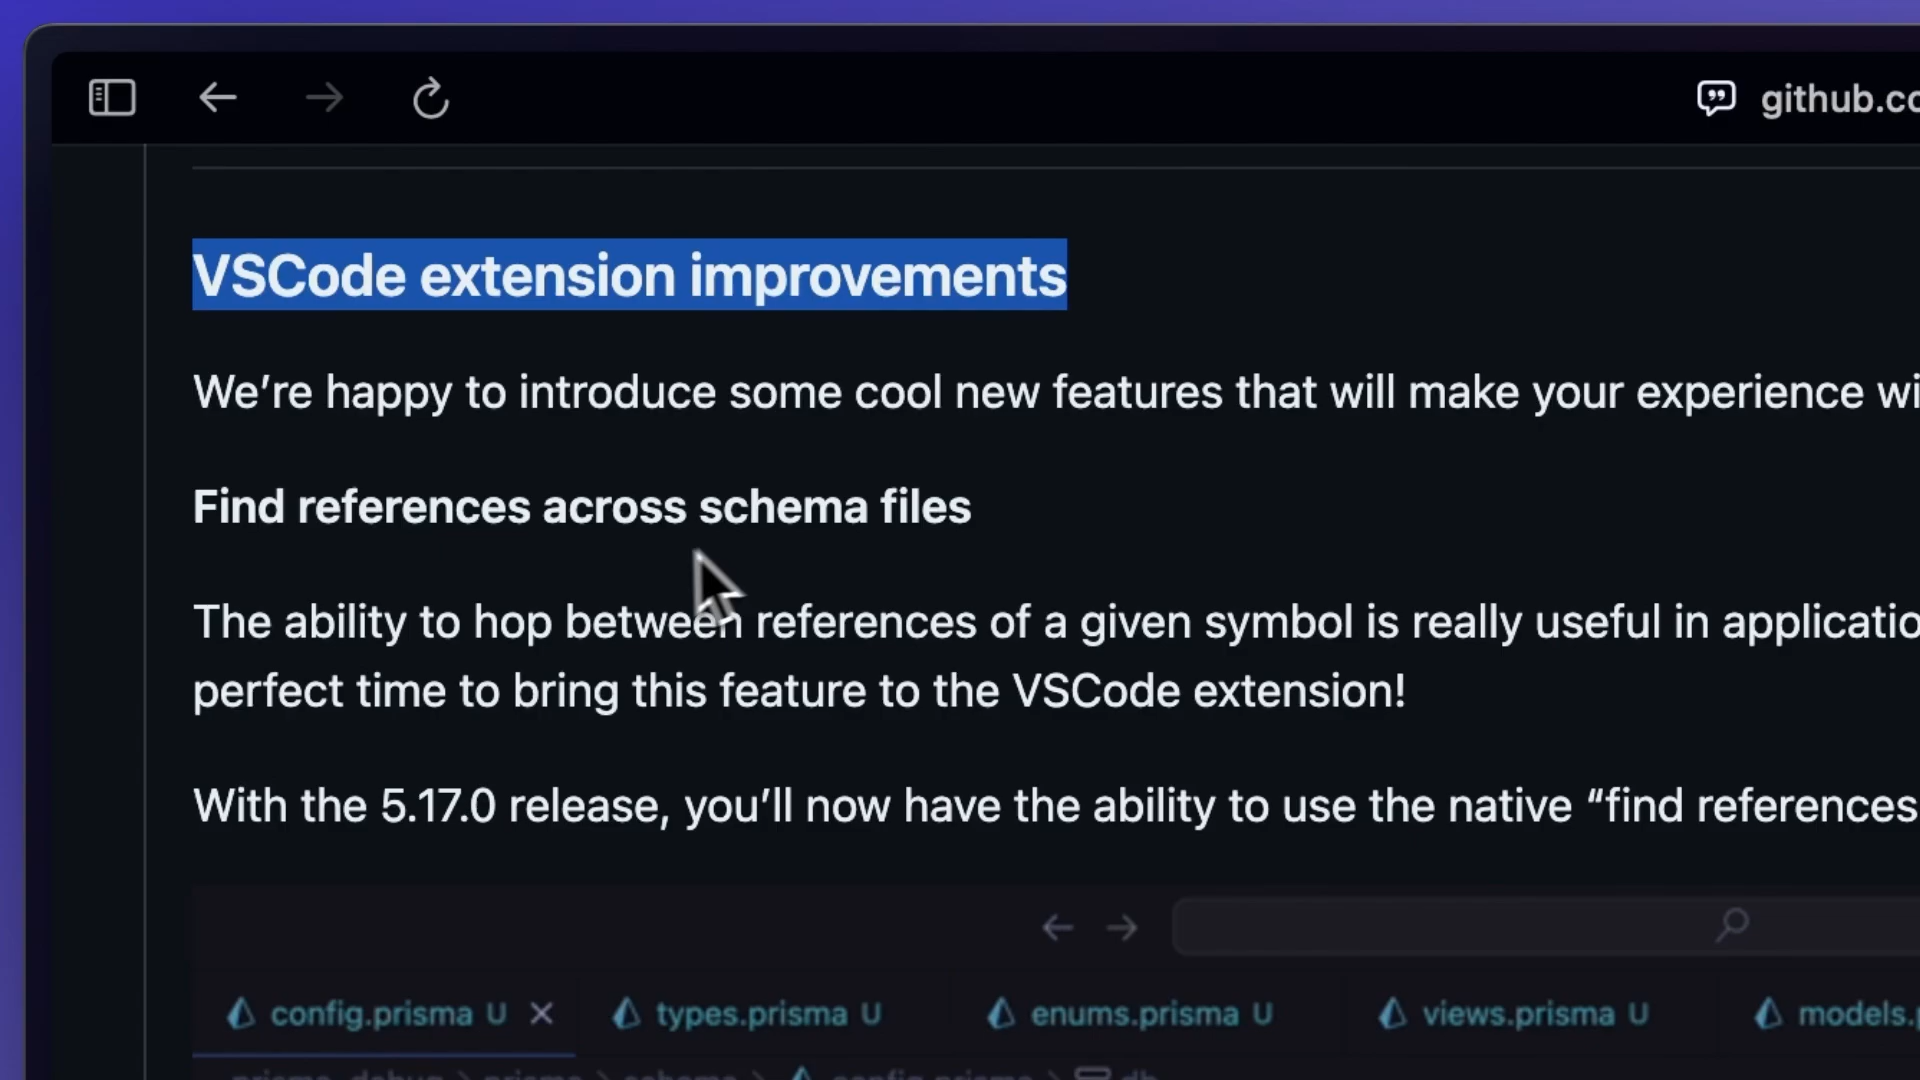 github.co
VSCode extension improvements
We’re happy to introduce some cool new features that will make your experience wi
Find references across schema files
The ability to hop between references of a given symbol is really useful in applicatio
perfect time to bring this feature to the VSCode extension!
With the 5.17.0 release, you’ll now have the ability to use the native “find references
config.prisma U types.prisma U enums.prisma U views.prisma U models.p